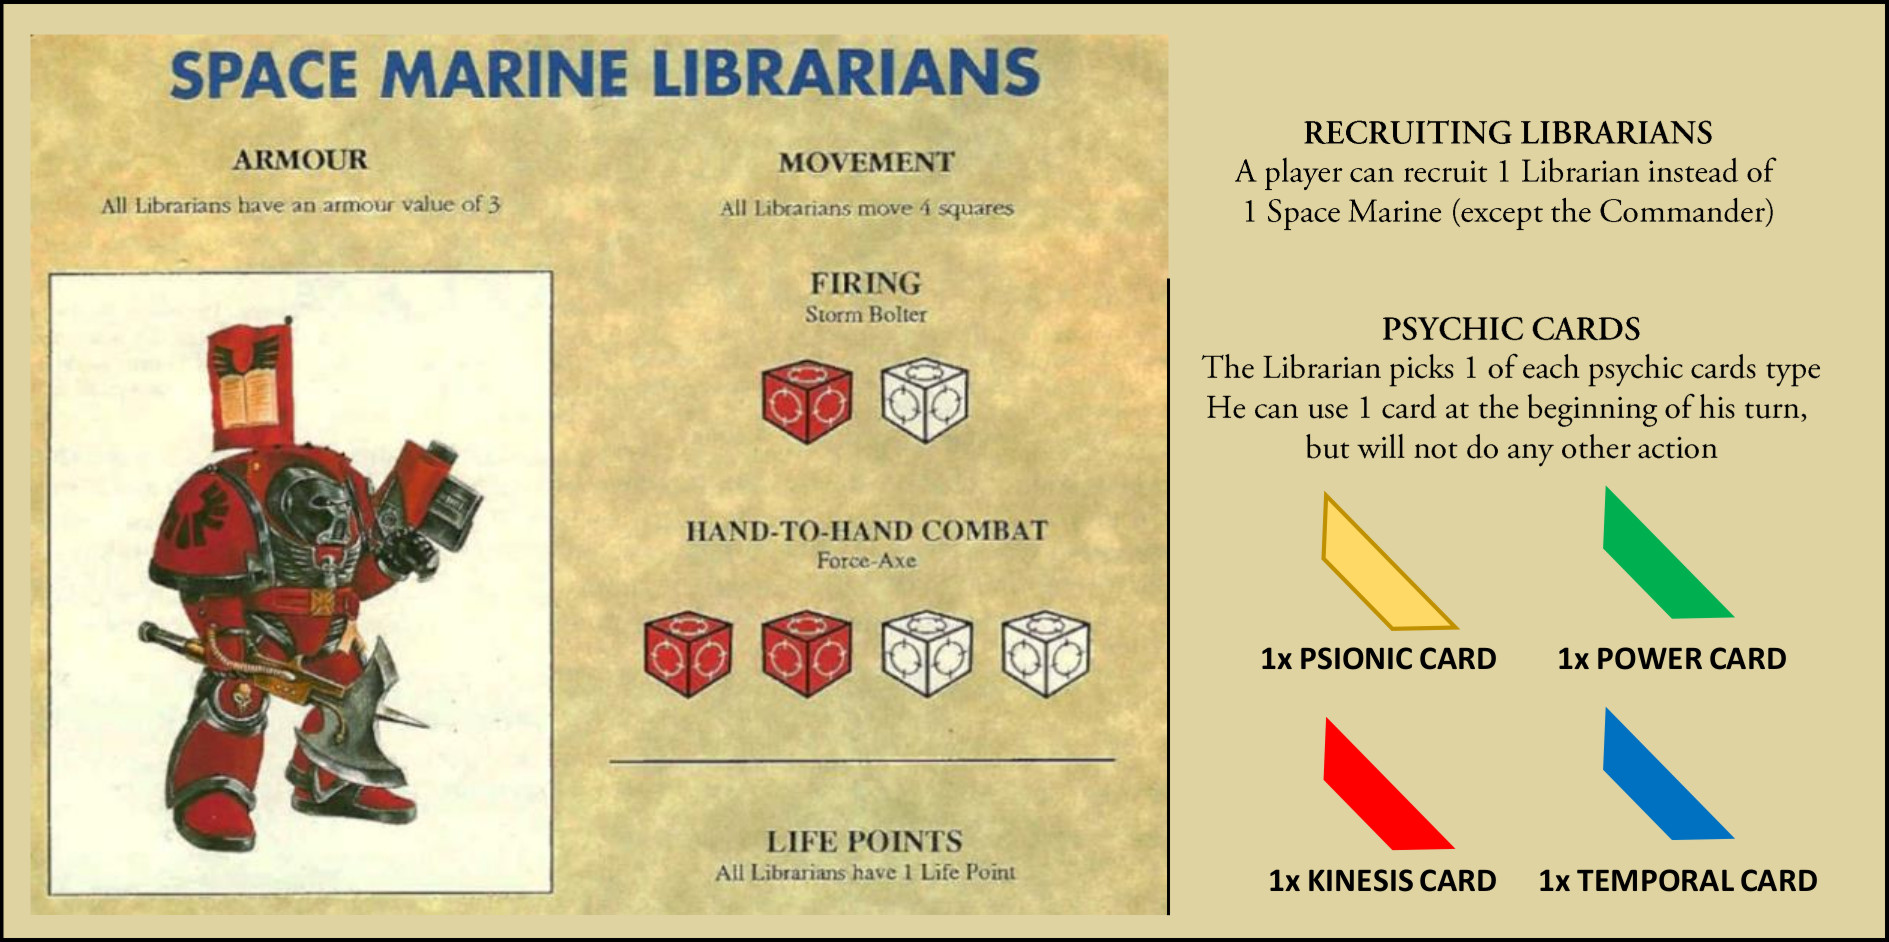 SPACE MARINE LIBRARIANS
ARMOUR
All Librarians have an armour value of 3
MOVEMENT
All Librarians move 4 squares
FIRING
Storm Bolter
HAND-TO-HAND COMBAT
Force-Axe
LIFE POINTS
All Librarians have 1 Life Point
RECRUITING LIBRARIANS
A player can recruit 1 Librarian instead of
1 Space Marine (except the Commander)
PSYCHIC CARDS
The Librarian picks 1 of each psychic cards type
He can use 1 card at the beginning of his turn,
but will not do any other action
1x PSIONIC CARD
1x POWER CARD
1x KINESIS CARD
1x TEMPORAL CARD